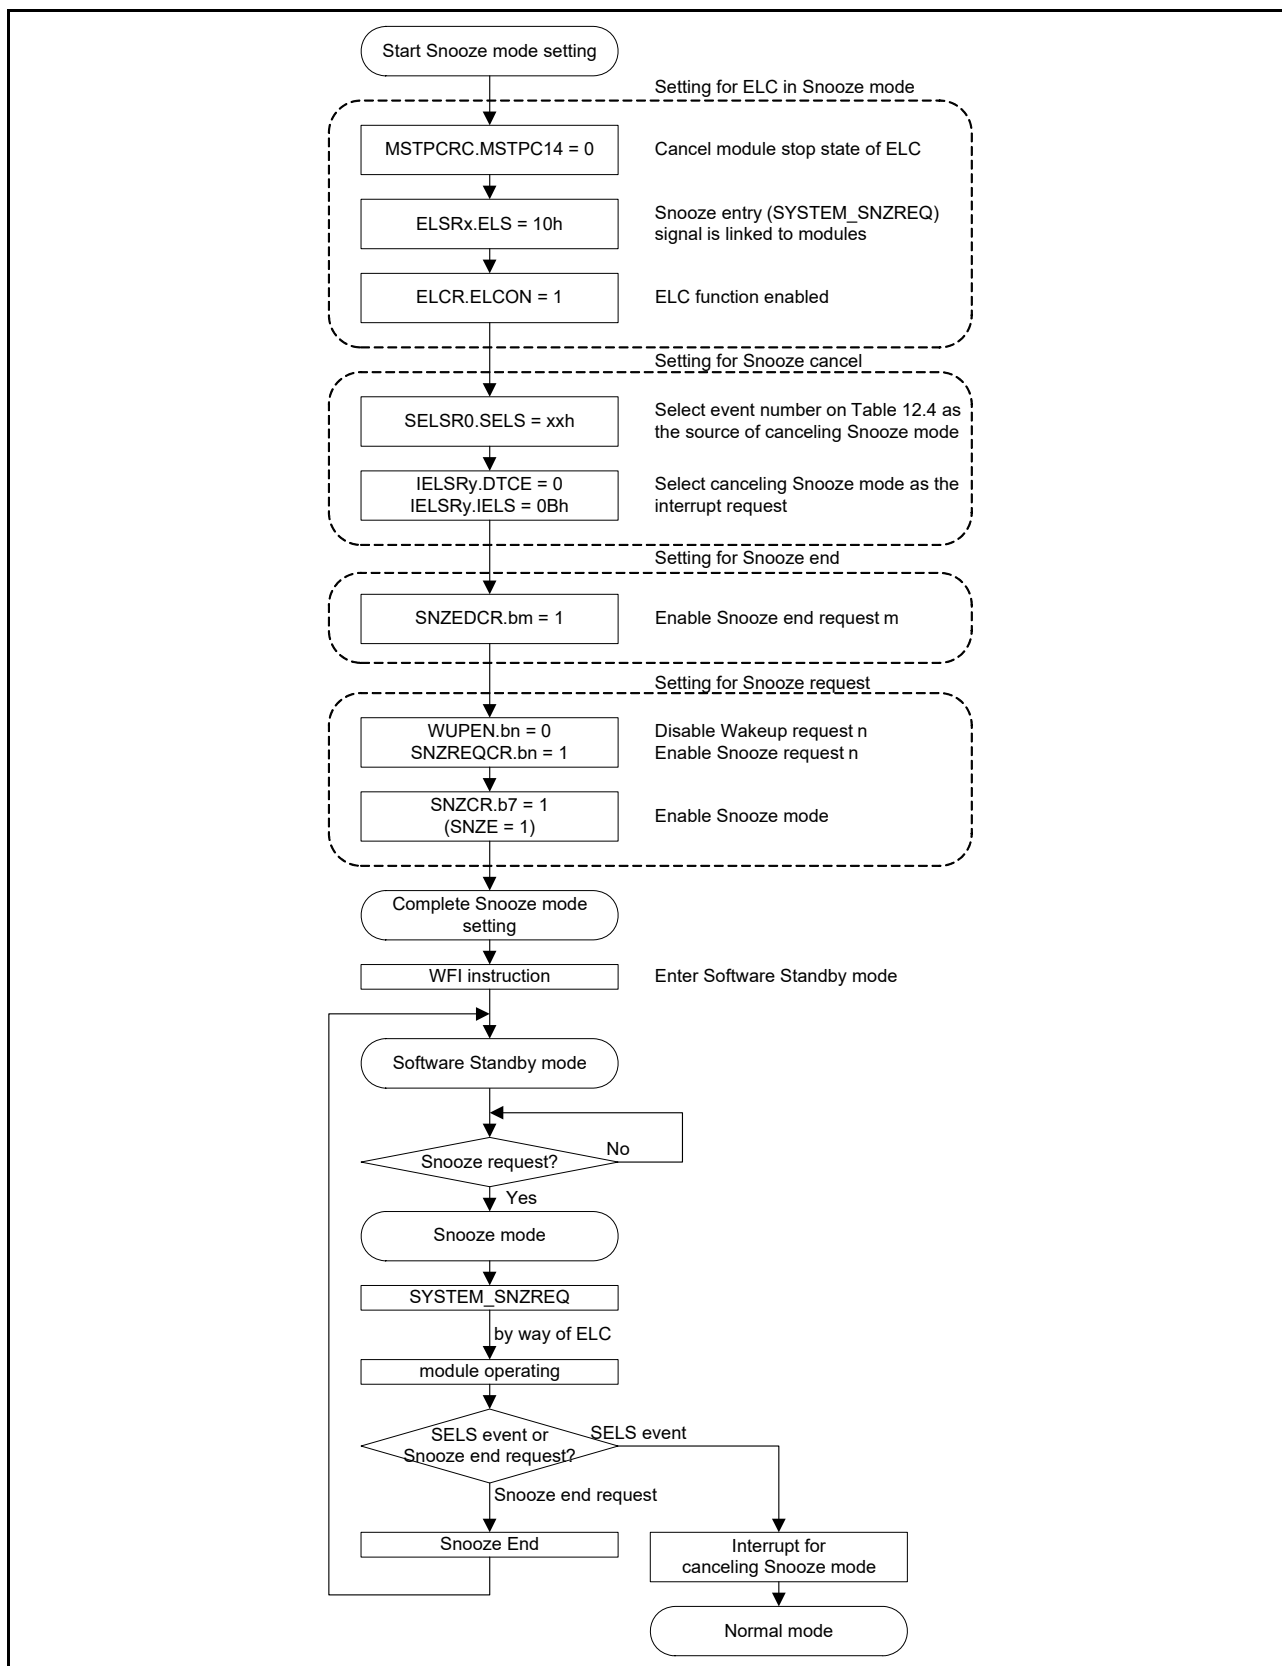 Start Snooze mode setting
Setting for ELC in Snooze mode
MSTPCRC.MSTPC14 = 0
Cancel module stop state of ELC
ELSRx.ELS = 10h
Snooze entry (SYSTEM_SNZREQ)
signal is linked to modules
ELCR.ELCON = 1
ELC function enabled
Setting for Snooze cancel
SELSR0.SELS = xxh
Select event number on Table 12.4 as
the source of canceling Snooze mode
IELSRy.DTCE = 0
IELSRy.IELS = 0Bh
Select canceling Snooze mode as the
interrupt request
Setting for Snooze end
SNZEDCR.bm = 1
Enable Snooze end request m
Setting for Snooze request
WUPEN.bn = 0
SNZREQCR.bn = 1
Disable Wakeup request n
Enable Snooze request n
SNZCR.b7 = 1
(SNZE = 1)
Enable Snooze mode
Complete Snooze mode
setting
WFI instruction
Enter Software Standby mode
Software Standby mode
Snooze request?
No
Yes
Snooze mode
SYSTEM_SNZREQ
by way of ELC
module operating
SELS event or
Snooze end request?
SELS event
Snooze end request
Snooze End
Interrupt for
canceling Snooze mode
Normal mode